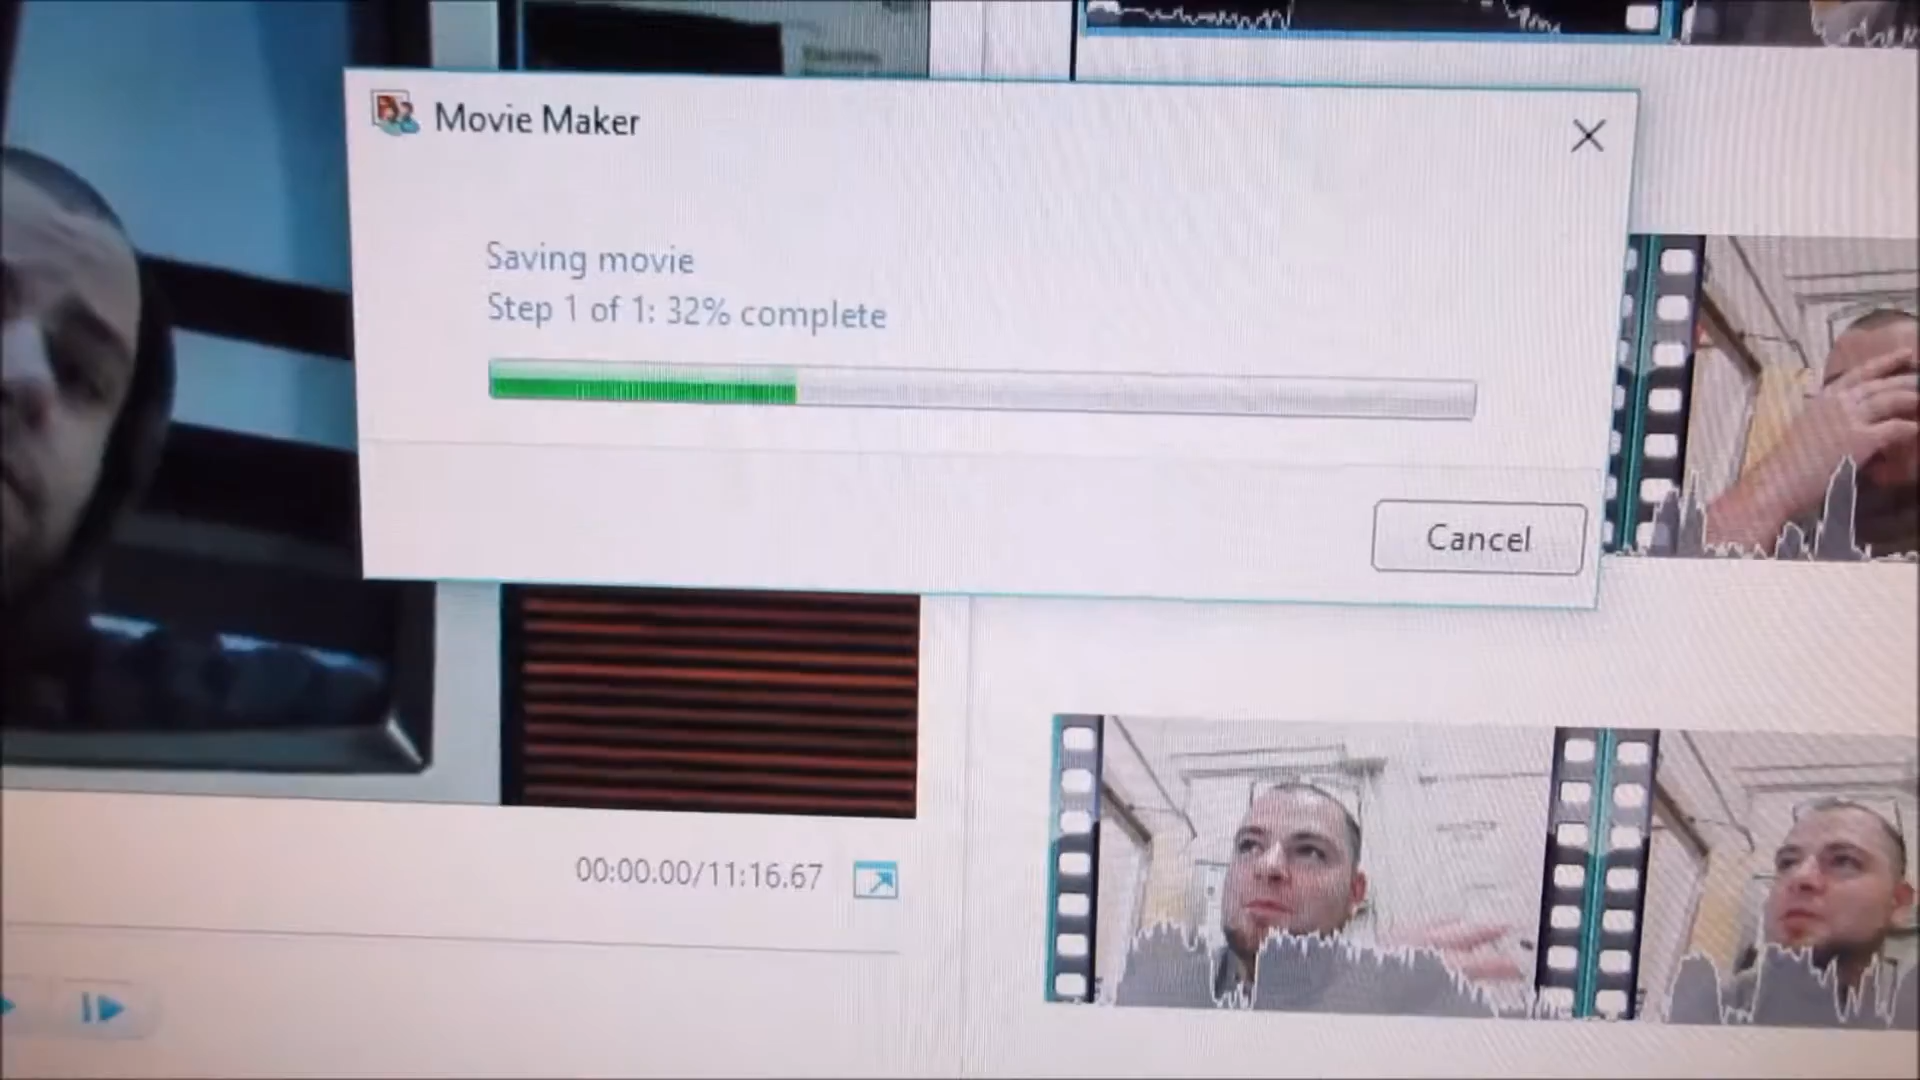 Movie Maker
Saving movie
Step 1 of 1: 32% complete
Cancel
00:00.00/11:16.67